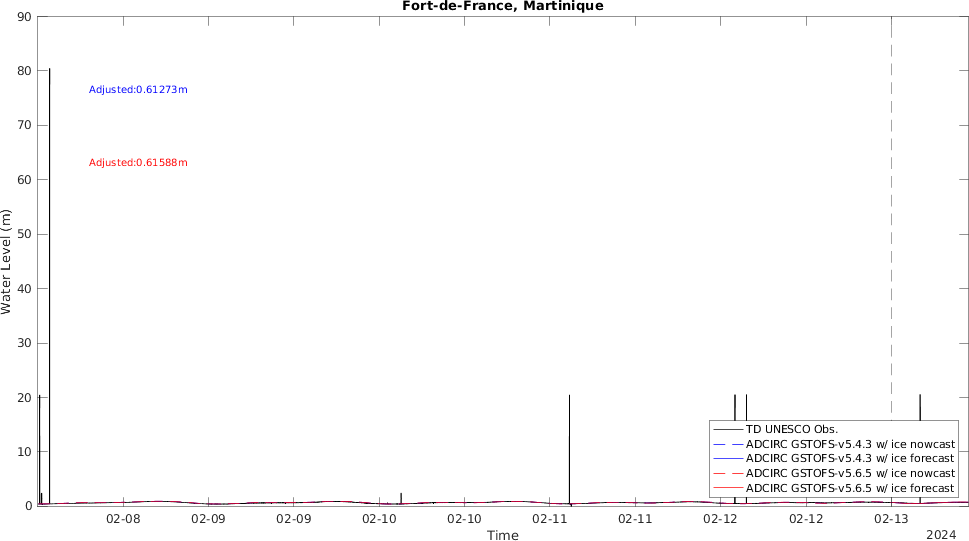 Fort-de-France, Martinique
90
80
70
60
50
40
30
20
10
0
Water Level (m)
Adjusted:0.61273m
Adjusted:0.61588m
TD UNESCO Obs.
ADCIRC GSTOFS-v5.4.3 w/ ice nowcast
ADCIRC GSTOFS-v5.4.3 w/ ice forecast
ADCIRC GSTOFS-v5.6.5 w/ ice nowcast
ADCIRC GSTOFS-v5.6.5 w/ ice forecast
02-08 02-09 02-09 02-10 02-10 02-11 02-11 02-12 02-12 02-13
Time
2024